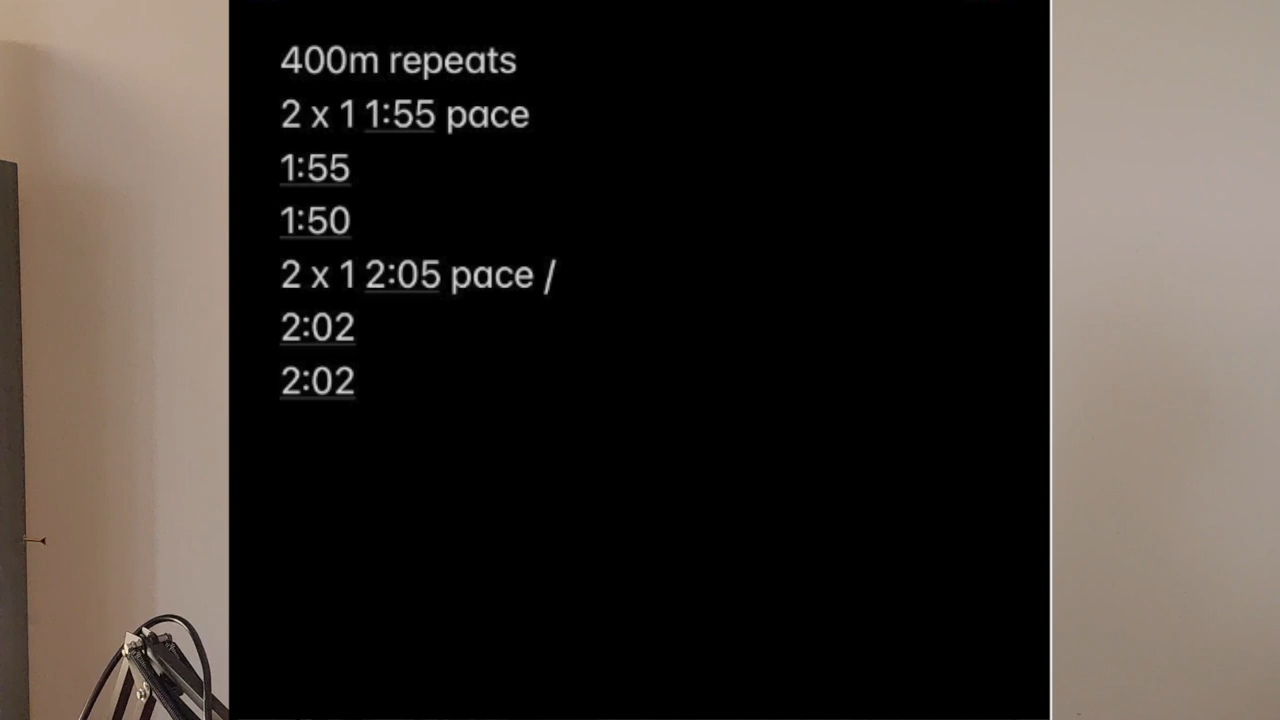 400m repeats
2 x 1 1:55 pace
1:55
1:50
2 x 1 2:05 pace /
2:02
2:02